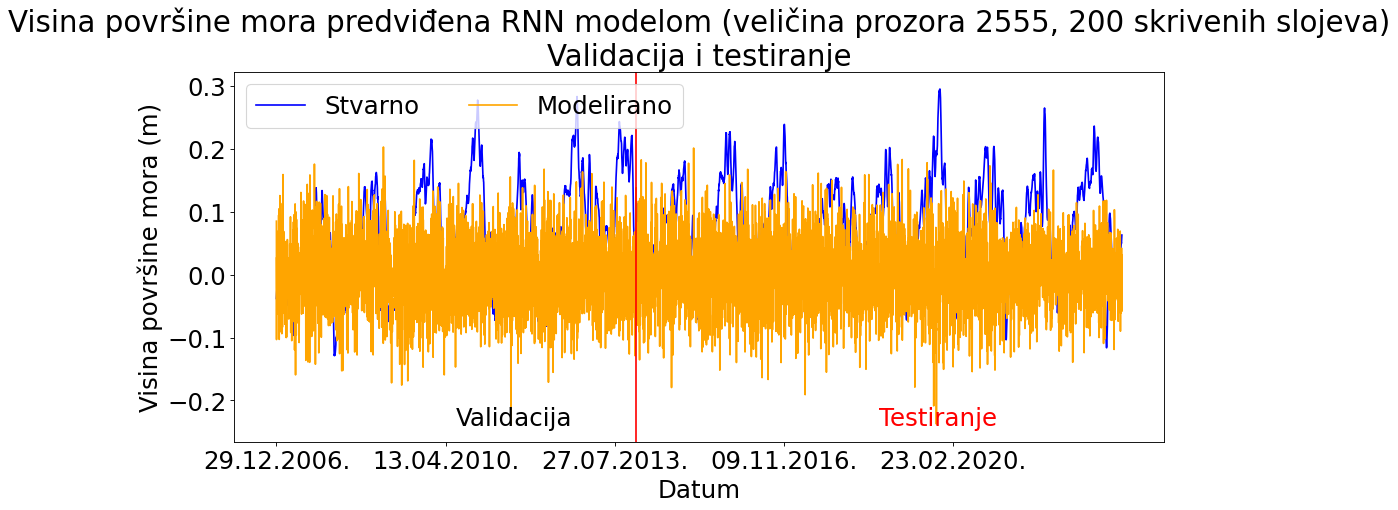 Visina površine mora predviđena RNN modelom (veličina prozora 2555, 200 skrivenih slojeva)
Validacija i testiranje
Stvarno
Modelirano
Visina površine mora (m)
0.3
0.2
0.1
0.0
−0.1
−0.2
Validacija
Testiranje
29.12.2006.
13.04.2010.
27.07.2013.
09.11.2016.
23.02.2020.
Datum